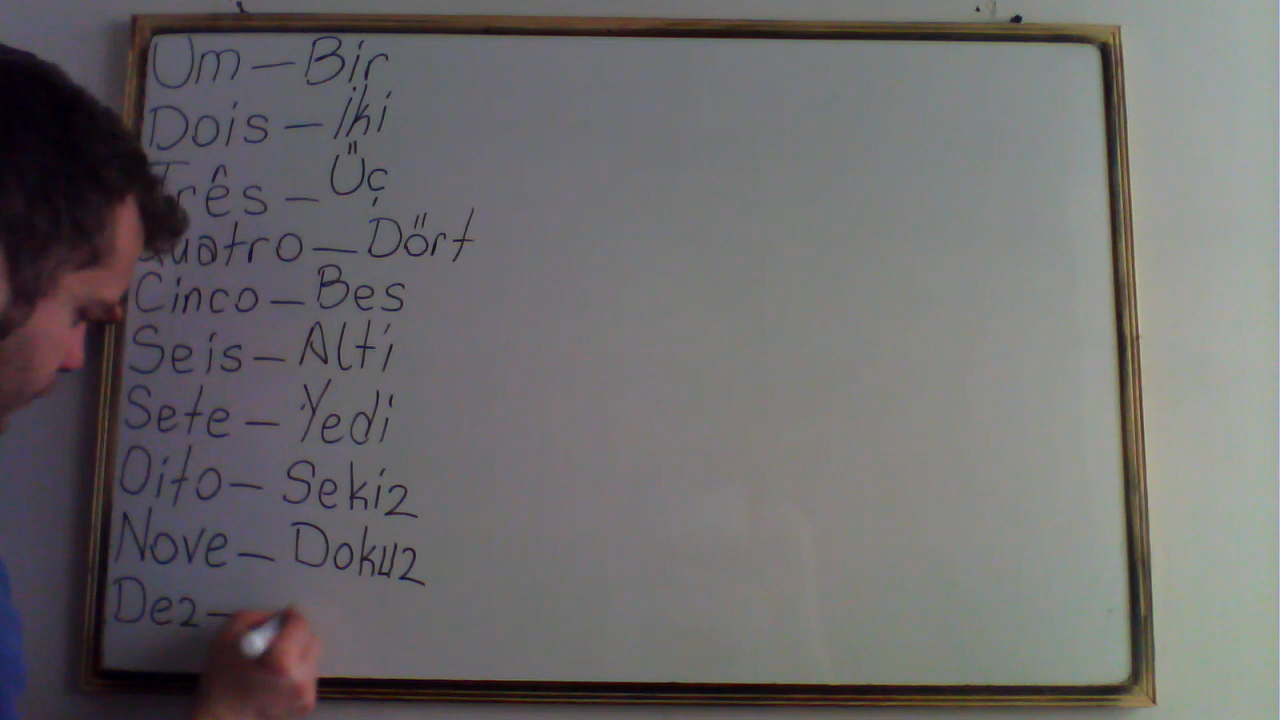 Um – Bir
Dois – İki
Três – Üç
Quatro – Dört
Cinco – Bes
Seis – Alti
Sete – Yedi
Oito – Sekiz
Nove – Dokuz
Dez –